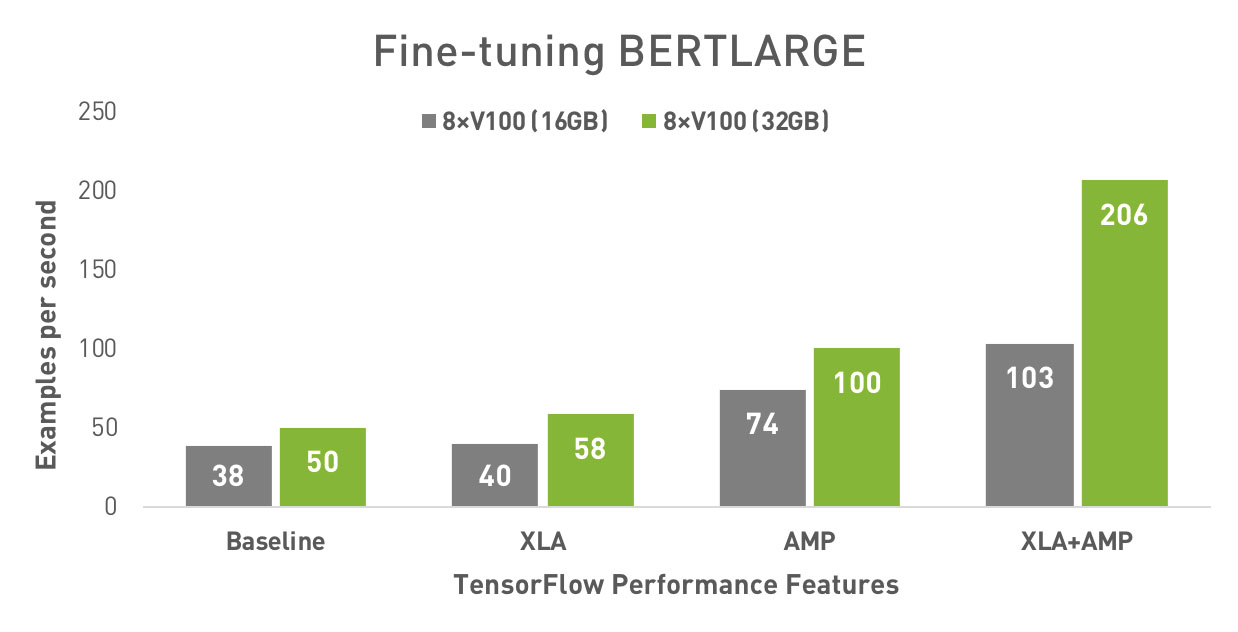 Fine-tuning BERTLARGE
8×V100 (16GB) 8×V100 (32GB)
250
200
150
100
50
0
Examples per second
38 50 40 58 74 100 103 206
Baseline XLA AMP XLA+AMP
TensorFlow Performance Features